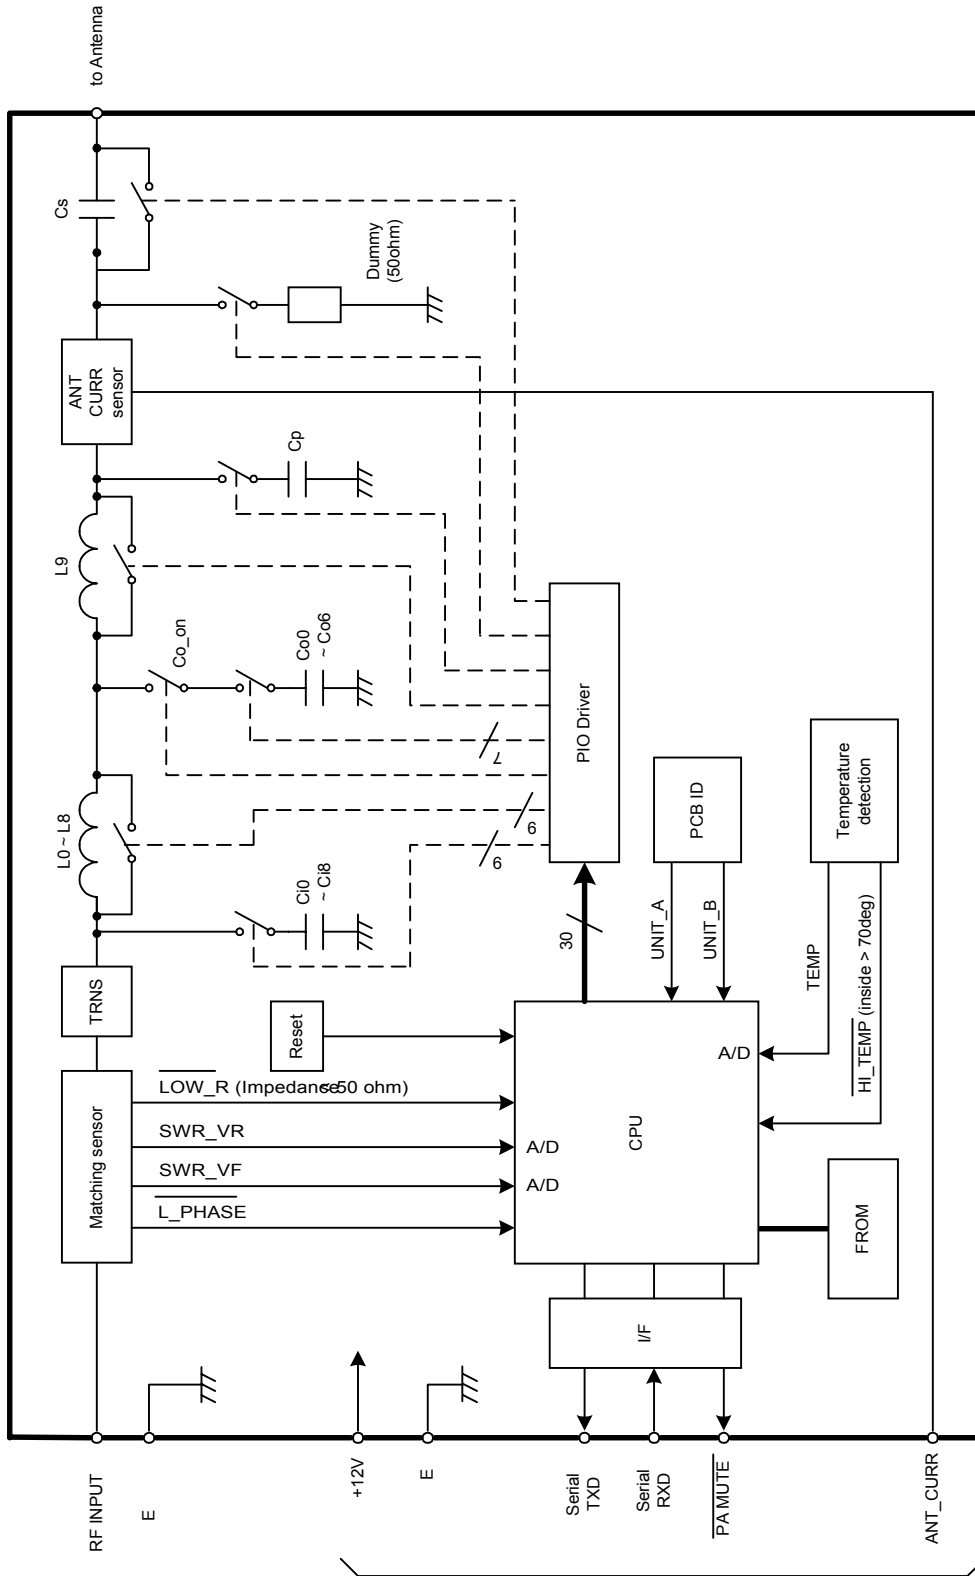 to Antenna
Cs
Dummy
(50ohm)
ANT
CURR
sensor
Cp
L9
Co_on
Co0
~ Co6
L0 ~ L8
Ci0
~ Ci8
7
9
9
PIO Driver
30
PCB ID
UNIT_A
UNIT_B
Temperature
detection
TEMP
HI_TEMP (inside > 70deg)
TRNS
Reset
Matching sensor
LOW_R (Impedance<50 ohm)
SWR_VR
SWR_VF
L_PHASE
A/D
A/D
A/D
CPU
FROM
I/F
RF INPUT
E
+12V
E
Serial
TXD
Serial
RXD
PA MUTE
ANT_CURR